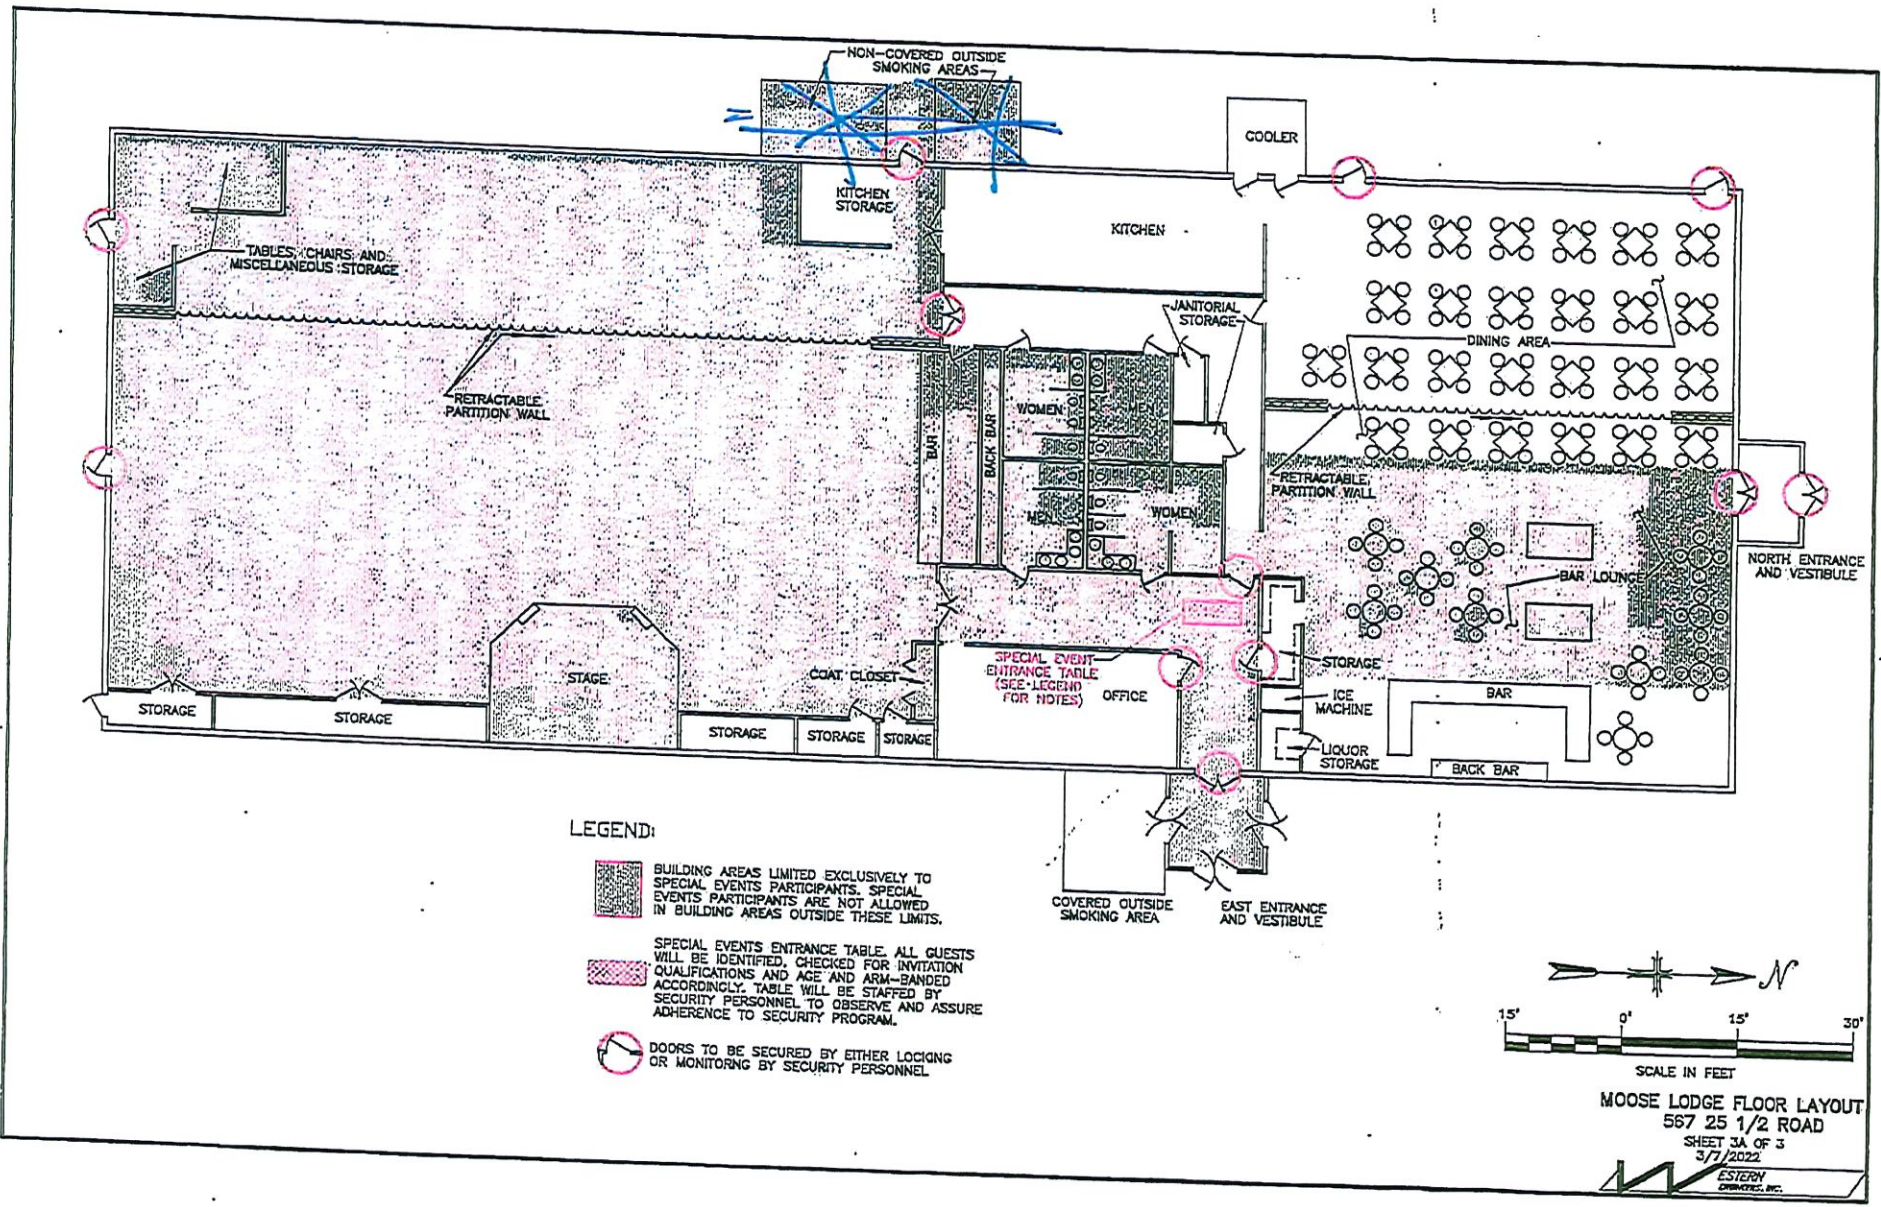 NON-COVERED OUTSIDE
SMOKING AREAS
COOLER
KITCHEN
STORAGE
KITCHEN
TABLES, CHAIRS AND
MISCELLANEOUS STORAGE
JANITORIAL
STORAGE
DINING AREA
RETRACTABLE
PARTITION WALL
BAR
BACK BAR
WOMEN
MEN
MEN
WOMEN
RETRACTABLE
PARTITION WALL
NORTH ENTRANCE
AND VESTIBULE
BAR LOUNGE
STAGE
COAT CLOSET
SPECIAL EVENT
ENTRANCE TABLE
(SEE LEGEND
FOR NOTES)
OFFICE
STORAGE
ICE
MACHINE
BAR
LIQUOR
STORAGE
BACK BAR
STORAGE
STORAGE
STORAGE
STORAGE
STORAGE
COVERED OUTSIDE
SMOKING AREA
EAST ENTRANCE
AND VESTIBULE
LEGEND:
BUILDING AREAS LIMITED EXCLUSIVELY TO
SPECIAL EVENTS PARTICIPANTS. SPECIAL
EVENTS PARTICIPANTS ARE NOT ALLOWED
IN BUILDING AREAS OUTSIDE THESE LIMITS.
SPECIAL EVENTS ENTRANCE TABLE. ALL GUESTS
WILL BE IDENTIFIED, CHECKED FOR INVITATION
QUALIFICATIONS AND AGE AND ARM-BANDED
ACCORDINGLY. TABLE WILL BE STAFFED BY
SECURITY PERSONNEL TO OBSERVE AND ASSURE
ADHERENCE TO SECURITY PROGRAM.
DOORS TO BE SECURED BY EITHER LOCKING
OR MONITORNG BY SECURITY PERSONNEL
N
15' 0' 15' 30'
SCALE IN FEET
MOOSE LODGE FLOOR LAYOUT
567 25 1/2 ROAD
SHEET 3A OF 3
3/7/2022
WESTERN